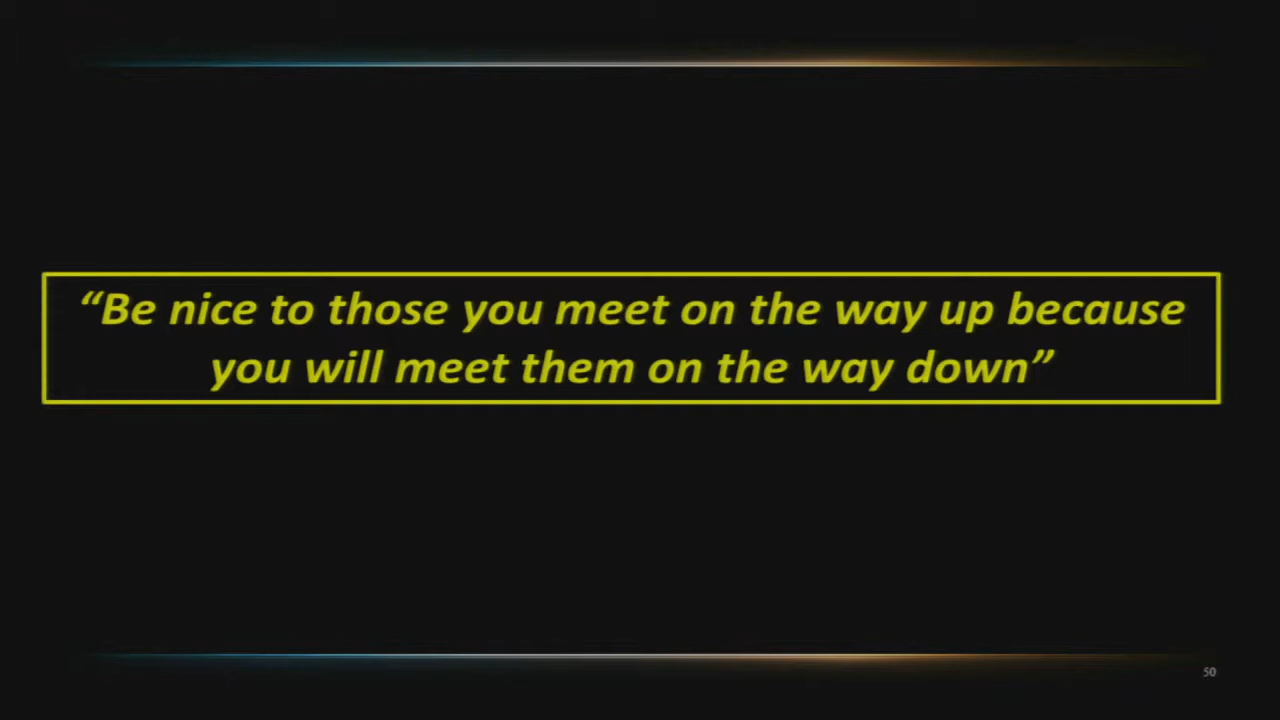 “Be nice to those you meet on the way up because
you will meet them on the way down”
50